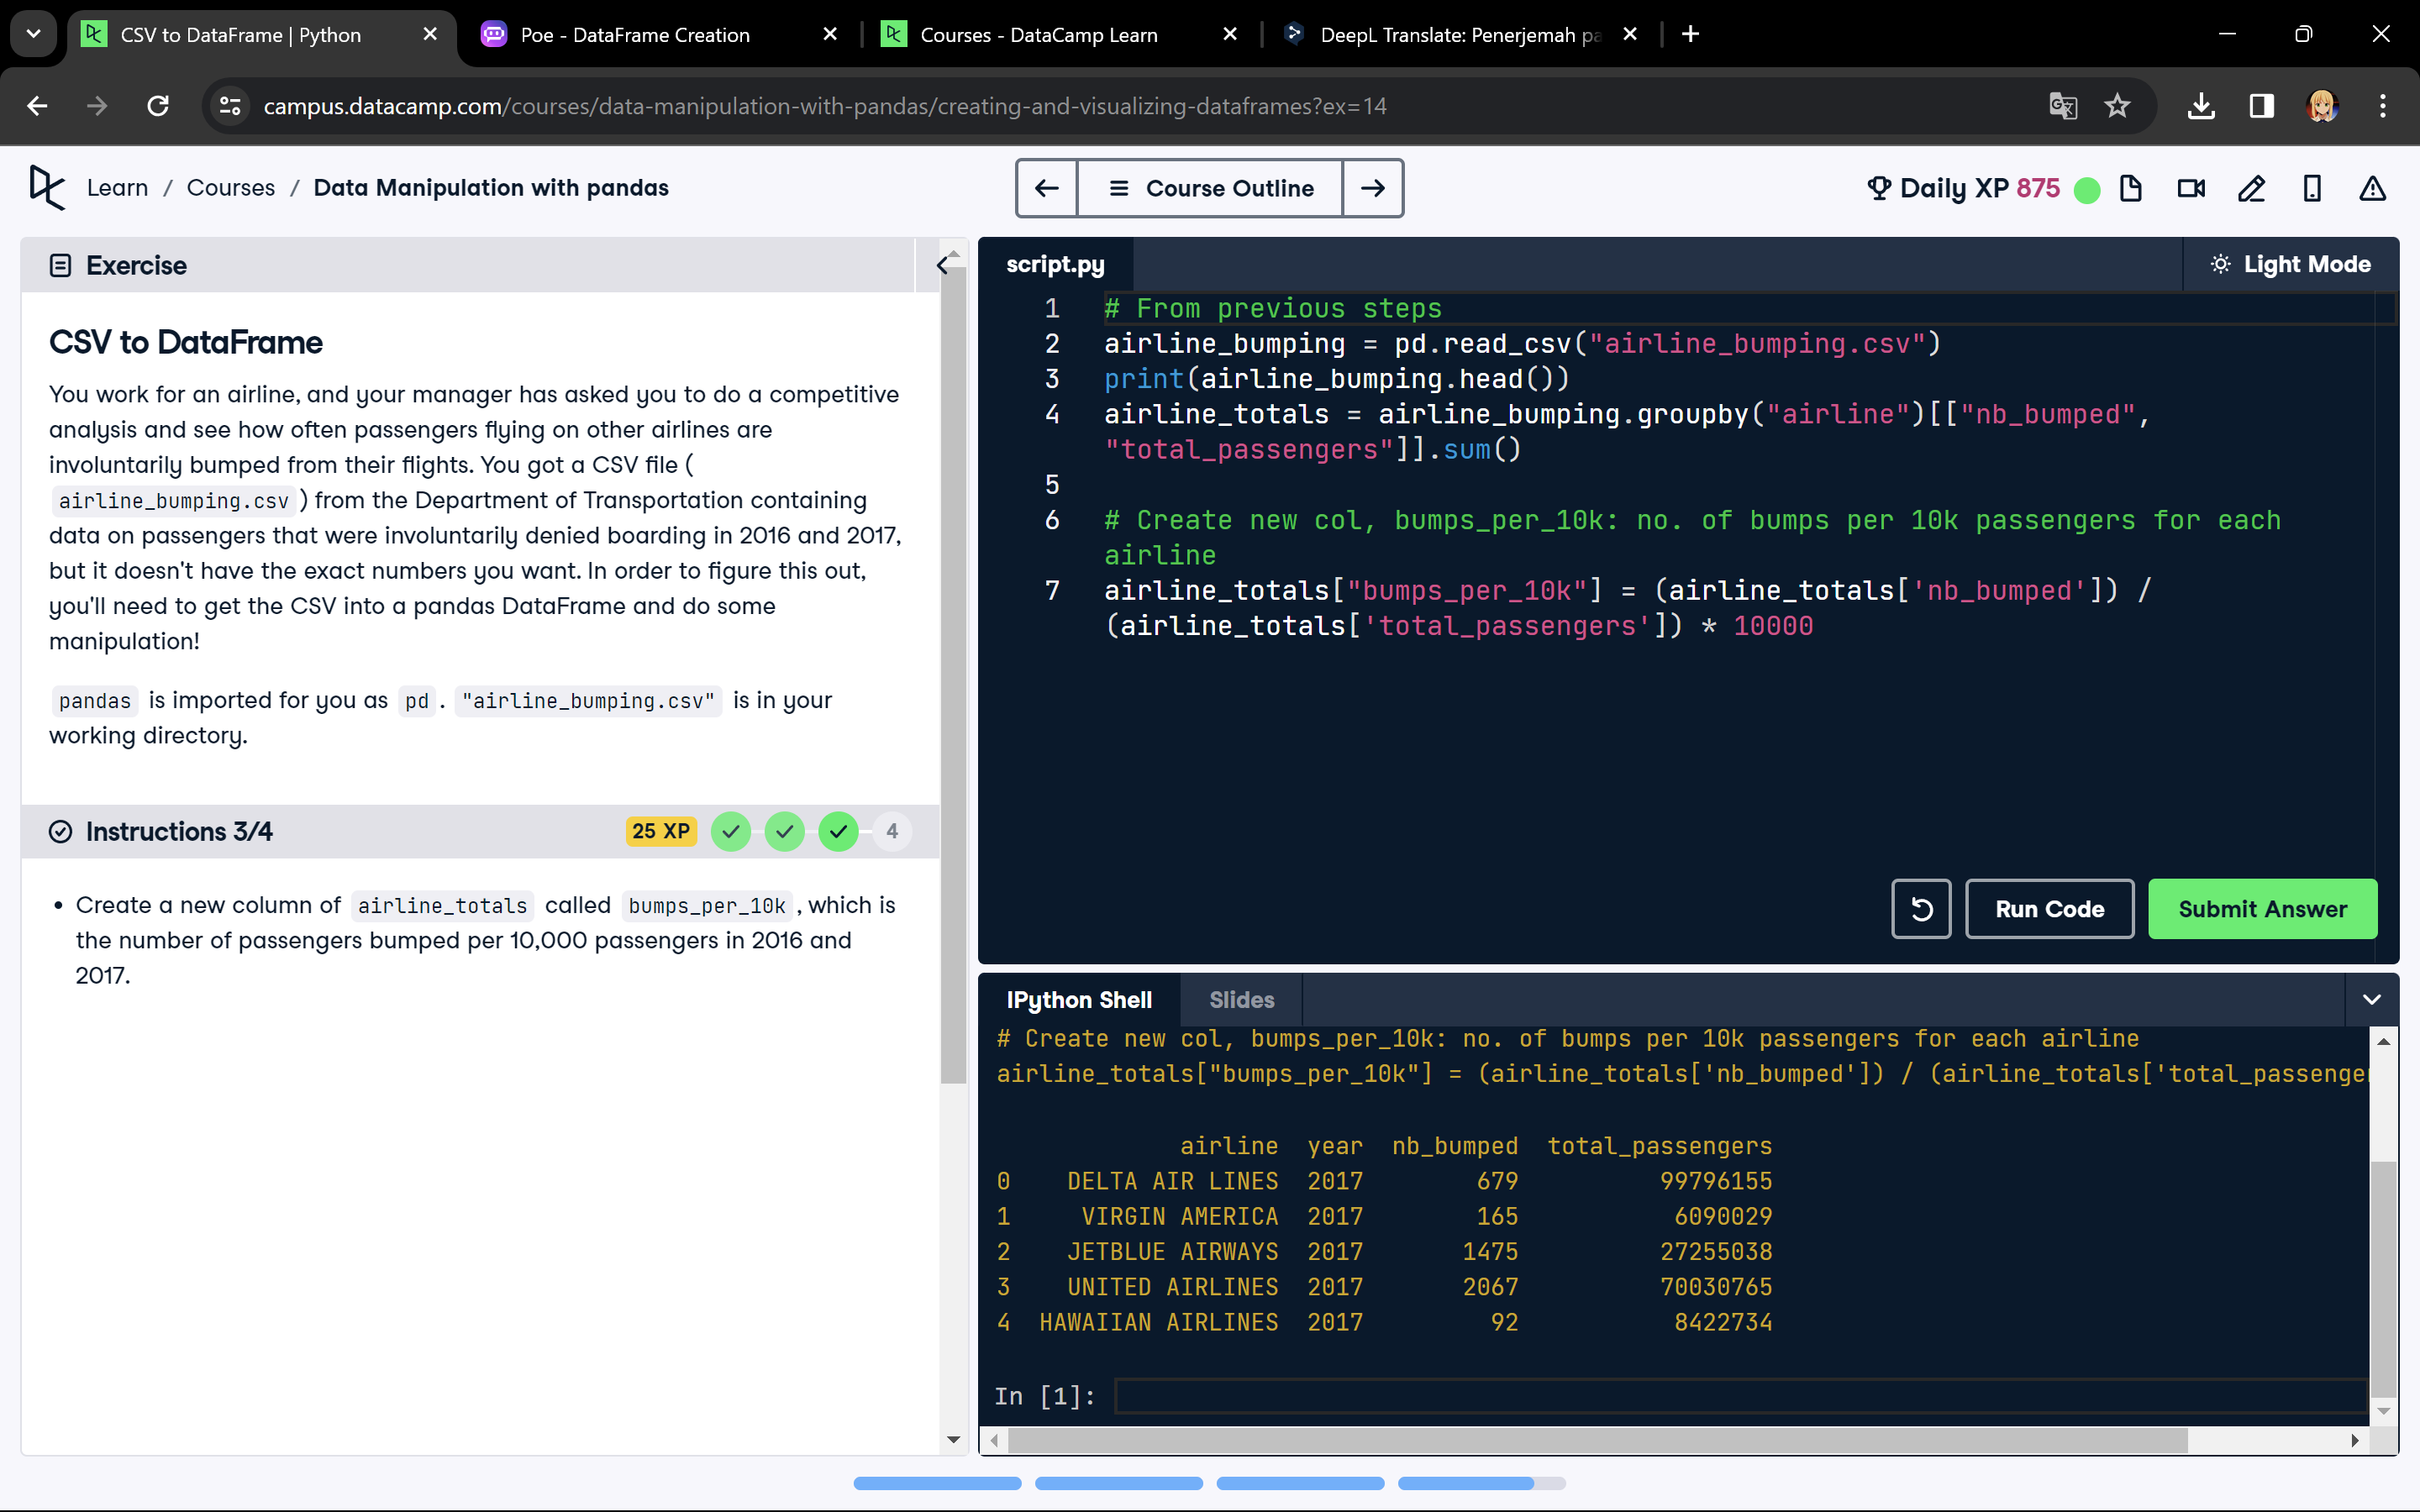 CSV to DataFrame | Python
Poe - DataFrame Creation
Courses - DataCamp Learn
DeepL Translate: Penerjemah
campus.datacamp.com/courses/data-manipulation-with-pandas/creating-and-visualizing-dataframes?ex=14
Learn / Courses / Data Manipulation with pandas
Course Outline
Daily XP 875
Exercise
CSV to DataFrame
You work for an airline, and your manager has asked you to do a competitive
analysis and see how often passengers flying on other airlines are
involuntarily bumped from their flights. You got a CSV file (
airline_bumping.csv ) from the Department of Transportation containing
data on passengers that were involuntarily denied boarding in 2016 and 2017,
but it doesn't have the exact numbers you want. In order to figure this out,
you'll need to get the CSV into a pandas DataFrame and do some
manipulation!
pandas is imported for you as pd . "airline_bumping.csv" is in your
working directory.
Instructions 3/4
25 XP
4
• Create a new column of airline_totals called bumps_per_10k , which is
the number of passengers bumped per 10,000 passengers in 2016 and
2017.
script.py
Light Mode
1 # From previous steps
2 airline_bumping = pd.read_csv("airline_bumping.csv")
3 print(airline_bumping.head())
4 airline_totals = airline_bumping.groupby("airline")[["nb_bumped",
"total_passengers"]].sum()
5
6 # Create new col, bumps_per_10k: no. of bumps per 10k passengers for each
airline
7 airline_totals["bumps_per_10k"] = (airline_totals['nb_bumped']) /
(airline_totals['total_passengers']) * 10000
Run Code
Submit Answer
IPython Shell
Slides
# Create new col, bumps_per_10k: no. of bumps per 10k passengers for each airline
airline_totals["bumps_per_10k"] = (airline_totals['nb_bumped']) / (airline_totals['total_passenge
airline year nb_bumped total_passengers
0 DELTA AIR LINES 2017 679 99796155
1 VIRGIN AMERICA 2017 165 6090029
2 JETBLUE AIRWAYS 2017 1475 27255038
3 UNITED AIRLINES 2017 2067 70030765
4 HAWAIIAN AIRLINES 2017 92 8422734
In [1]: